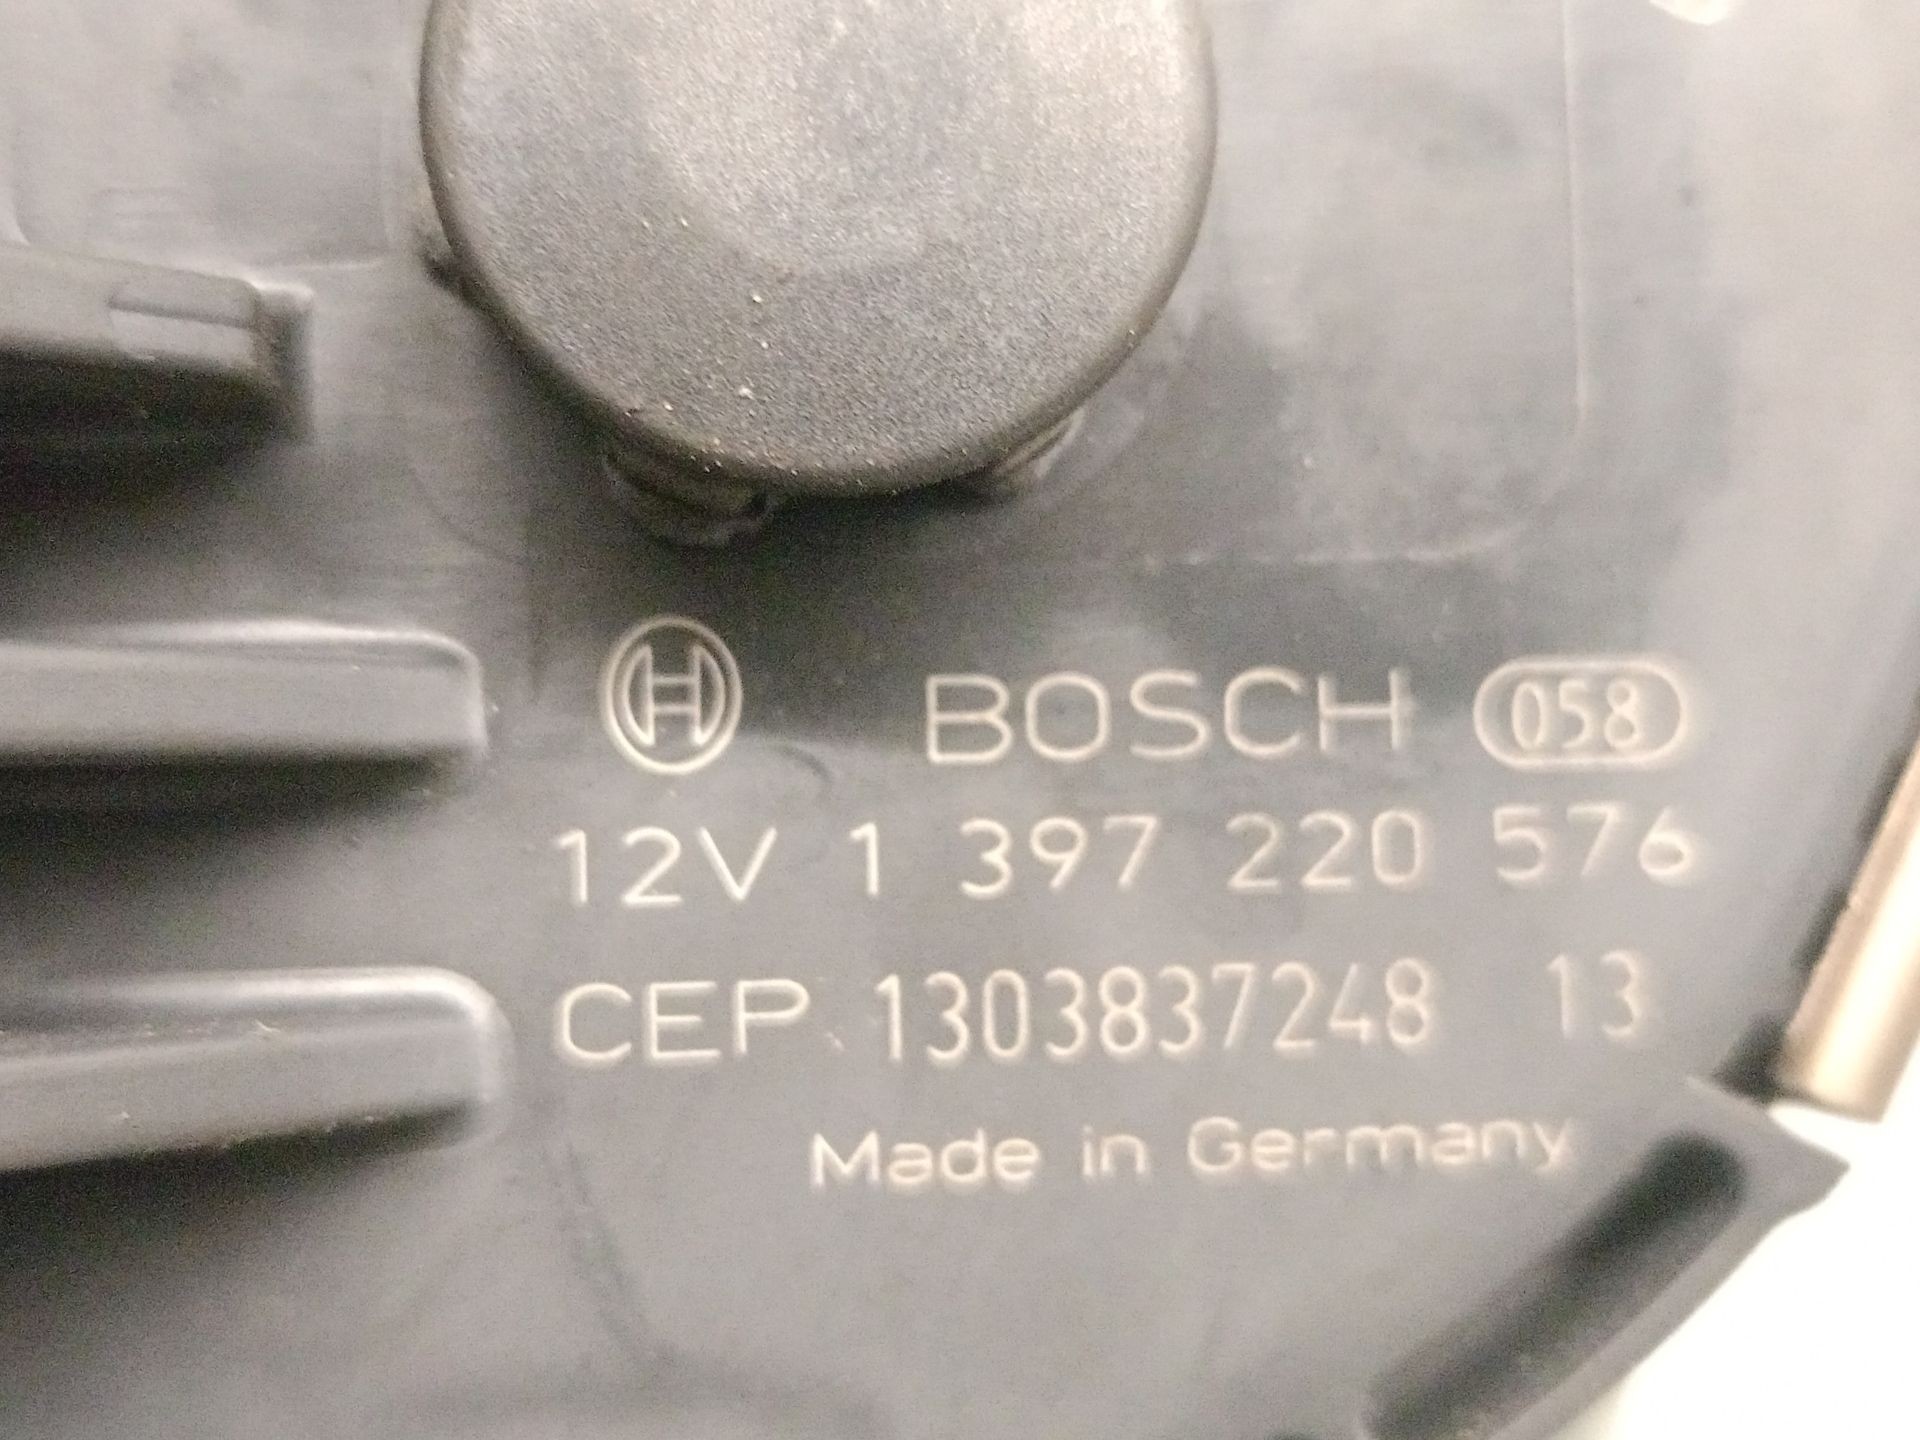 BOSCH 058
12V 1 397 220 576
CEP 1303837248 13
Made in Germany